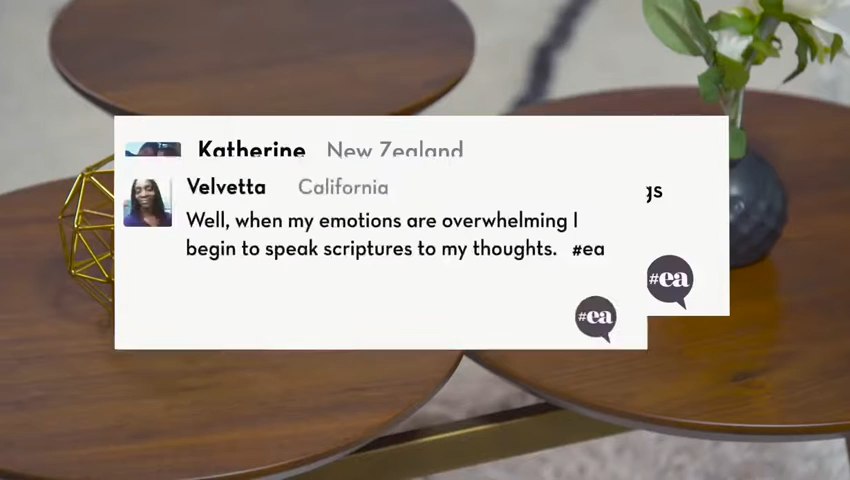 Katherine New Zealand
Velvetta California
Well, when my emotions are overwhelming I
begin to speak scriptures to my thoughts. #ea
gs
#ea
#ea